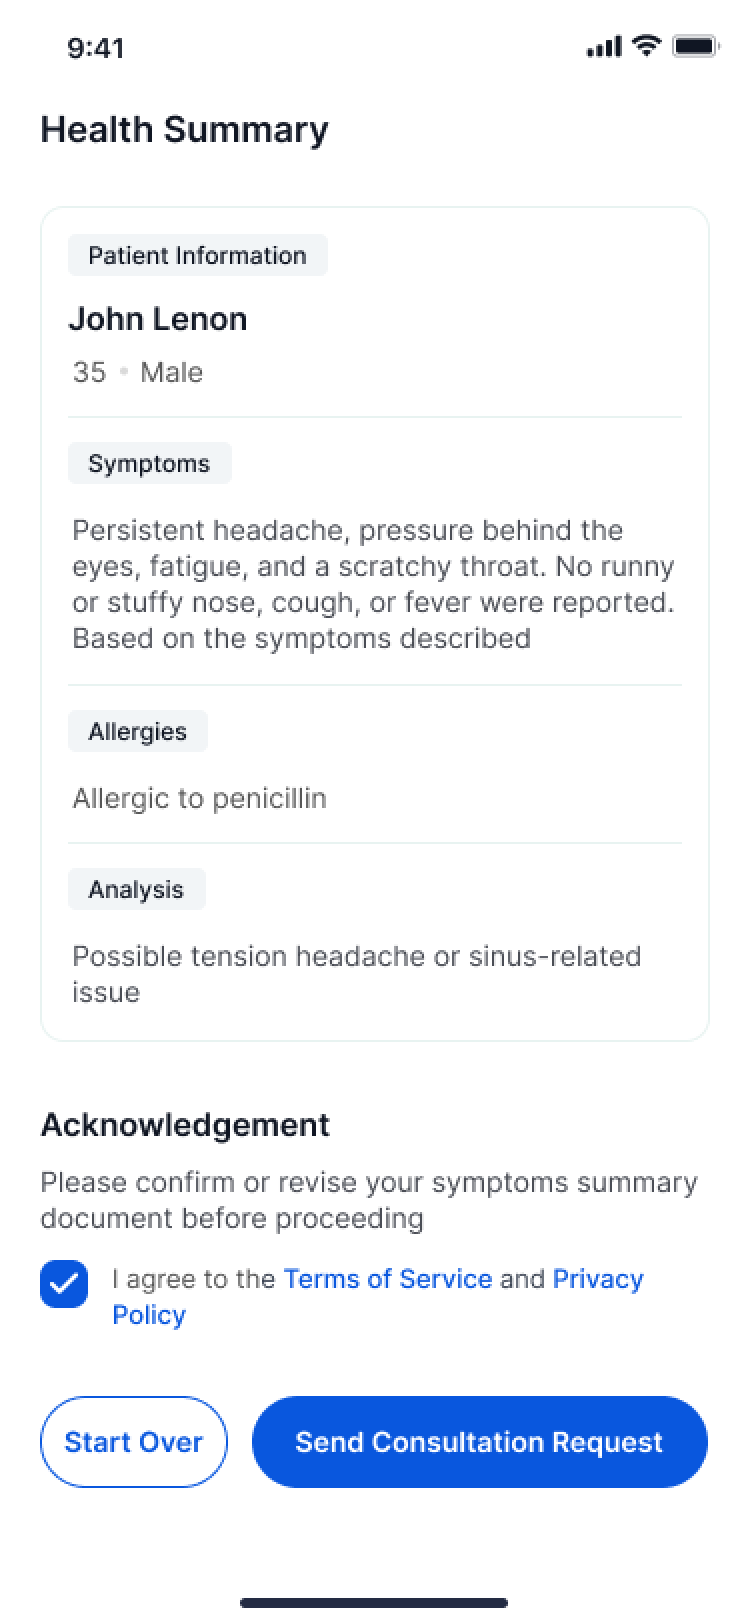 9:41
Health Summary
Patient Information
John Lenon
35 • Male
Symptoms
Persistent headache, pressure behind the
eyes, fatigue, and a scratchy throat. No runny
or stuffy nose, cough, or fever were reported.
Based on the symptoms described
Allergies
Allergic to penicillin
Analysis
Possible tension headache or sinus-related
issue
Acknowledgement
Please confirm or revise your symptoms summary
document before proceeding
I agree to the Terms of Service and Privacy
Policy
Start Over
Send Consultation Request